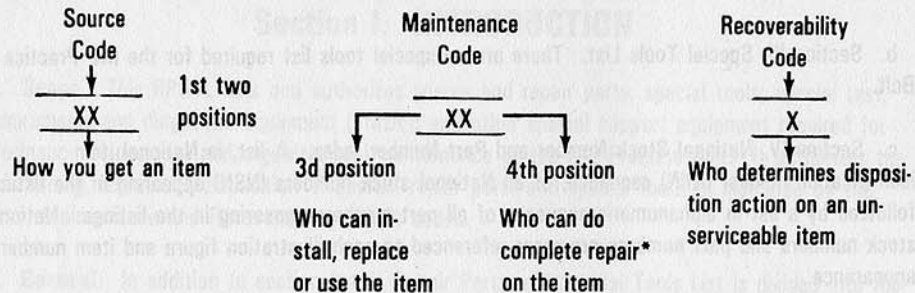 Source
Code
XX
1st two
positions
How you get an item
Maintenance
Code
XX
3d position
Who can in-
stall, replace
or use the item
4th position
Who can do
complete repair*
on the item
Recoverability
Code
X
Who determines disposi-
tion action on an un-
serviceable item